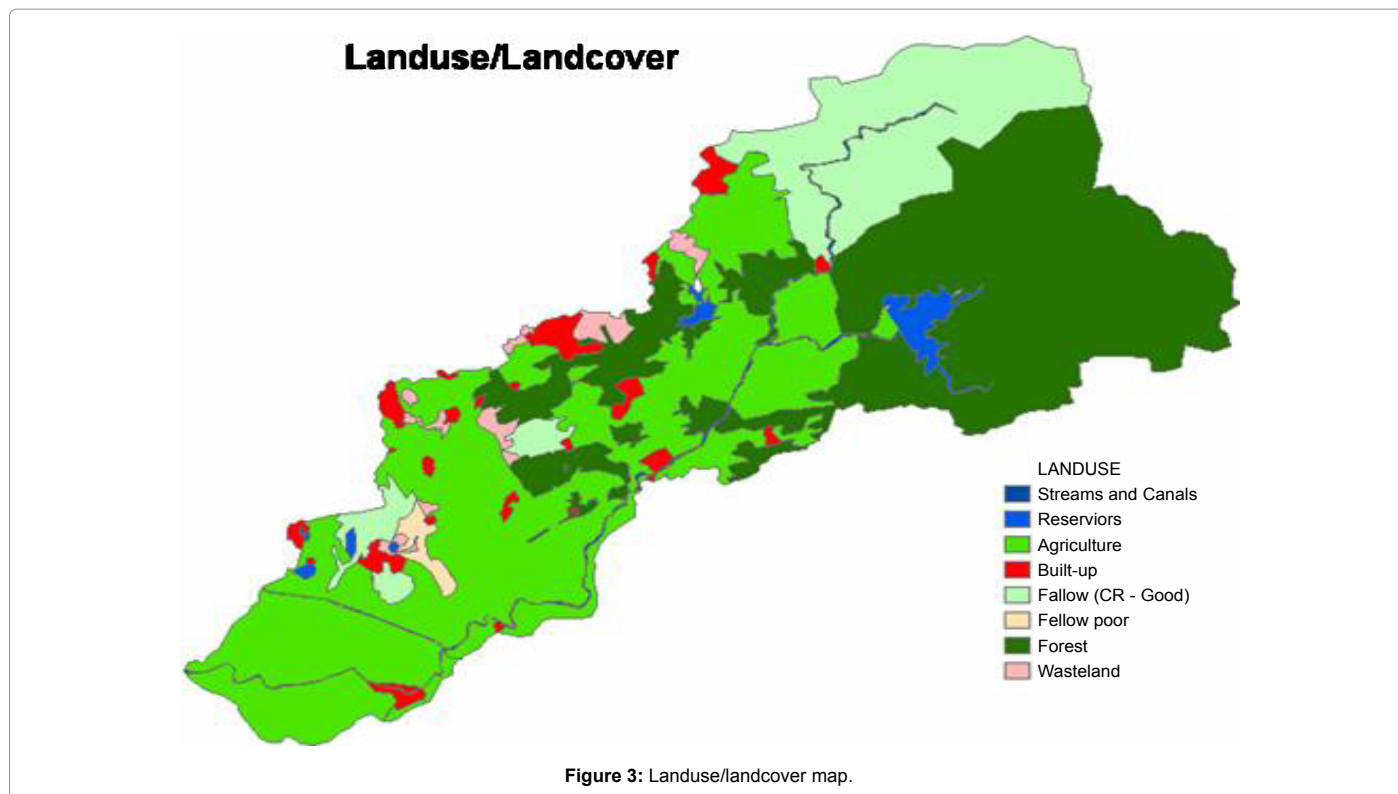 Landuse/Landcover
LANDUSE
Streams and Canals
Reserviors
Agriculture
Built-up
Fallow (CR - Good)
Fellow poor
Forest
Wasteland
Figure 3: Landuse/landcover map.